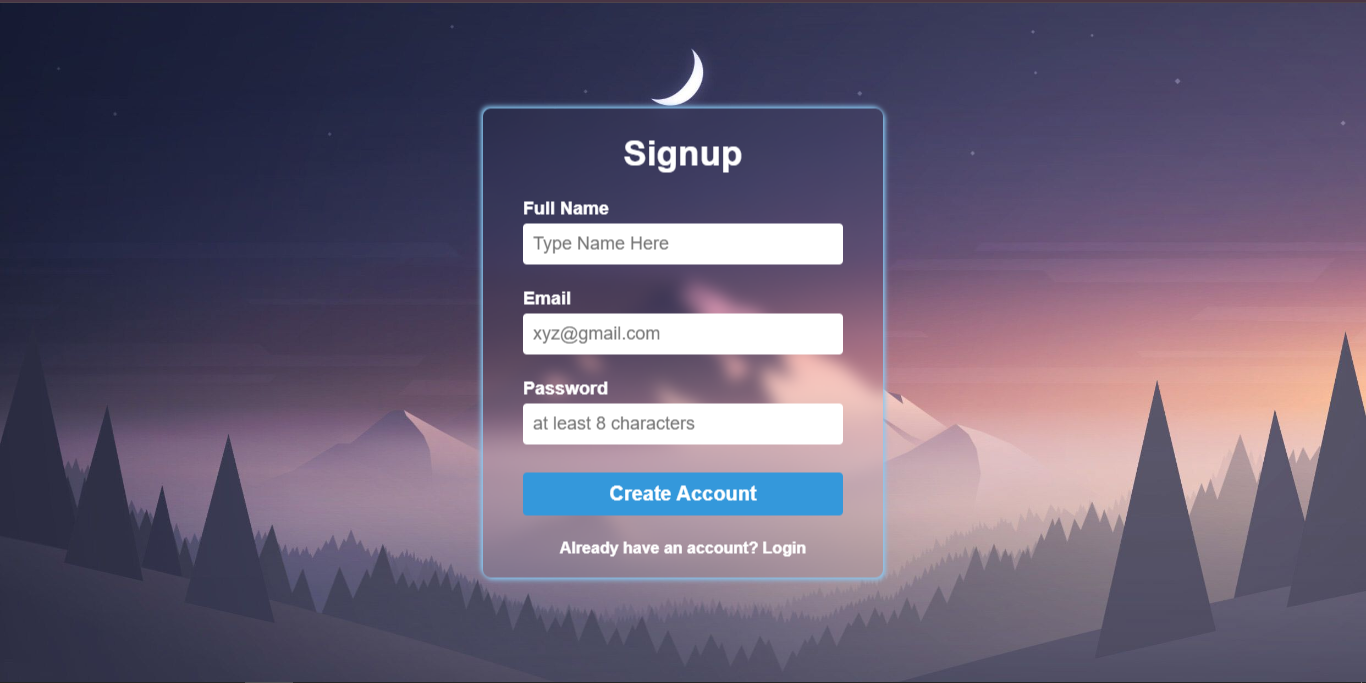 Signup
Full Name
Type Name Here
Email
xyz@gmail.com
Password
at least 8 characters
Create Account
Already have an account? Login